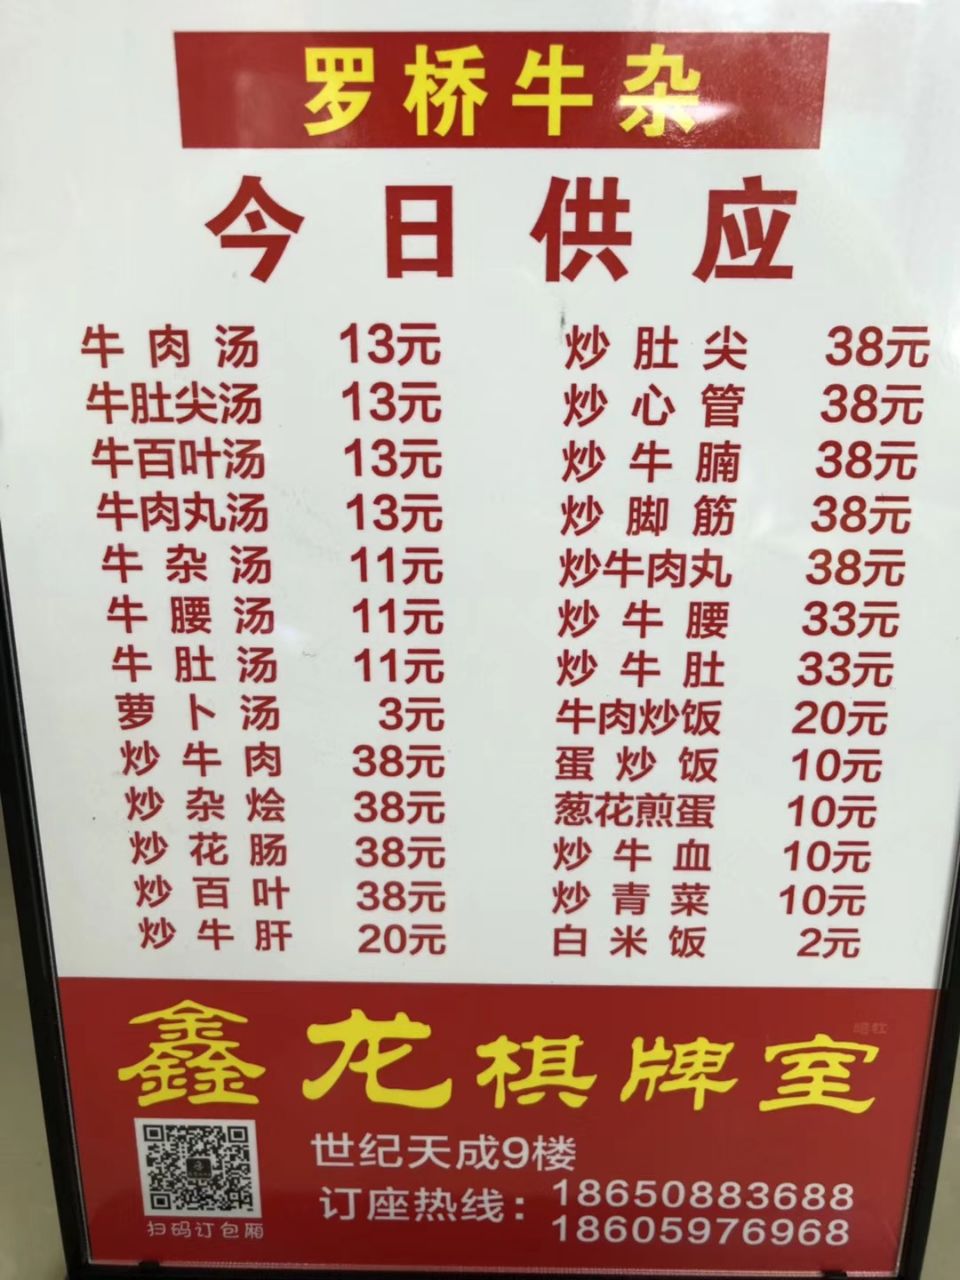 罗桥牛杂
今日供应
牛肉汤 13元
牛肚尖汤 13元
牛百叶汤 13元
牛肉丸汤 13元
牛杂汤 11元
牛腰汤 11元
牛肚汤 11元
萝卜汤 3元
炒牛肉 38元
炒杂烩 38元
炒花肠 38元
炒百叶 38元
炒牛肝 20元
炒肚尖 38元
炒心管 38元
炒牛腩 38元
炒脚筋 38元
炒牛肉丸 38元
炒牛腰 33元
炒牛肚 33元
牛肉炒饭 20元
蛋炒饭 10元
葱花煎蛋 10元
炒牛血 10元
炒青菜 10元
白米饭 2元
鑫龙棋牌室
世纪天成9楼
订座热线：18650883688
18605976968
扫码订包厢